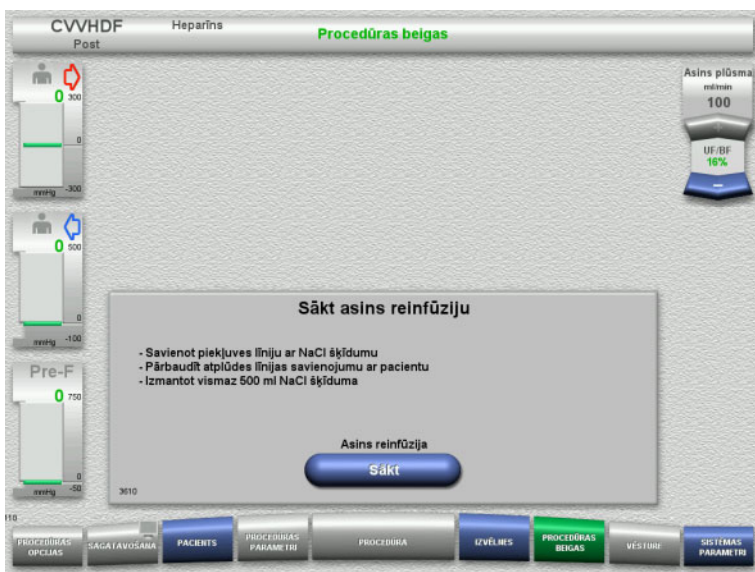 CVVHDF
Post
Heparīns
Procedūras beigas
0
300
0
-300
mmHg
0
500
0
-100
mmHg
Pre-F
0
750
0
-50
mmHg
Asins plūsma
ml/min
100
+
UF/BF
16%
-
Sākt asins reinfūziju
- Savienot piekļuves līniju ar NaCl šķīdumu
- Pārbaudīt atplūdes līnijas savienojumu ar pacientu
- Izmantot vismaz 500 ml NaCl šķīduma
Asins reinfūzija
Sākt
3610
PROCEDŪRAS
OPCIJAS
SAGATAVOŠANA
PACIENTS
PROCEDŪRAS
PARAMETRI
PROCEDŪRA
IZVĒLNES
PROCEDŪRAS
BEIGAS
VĒSTURE
SISTĒMAS
PARAMETRI